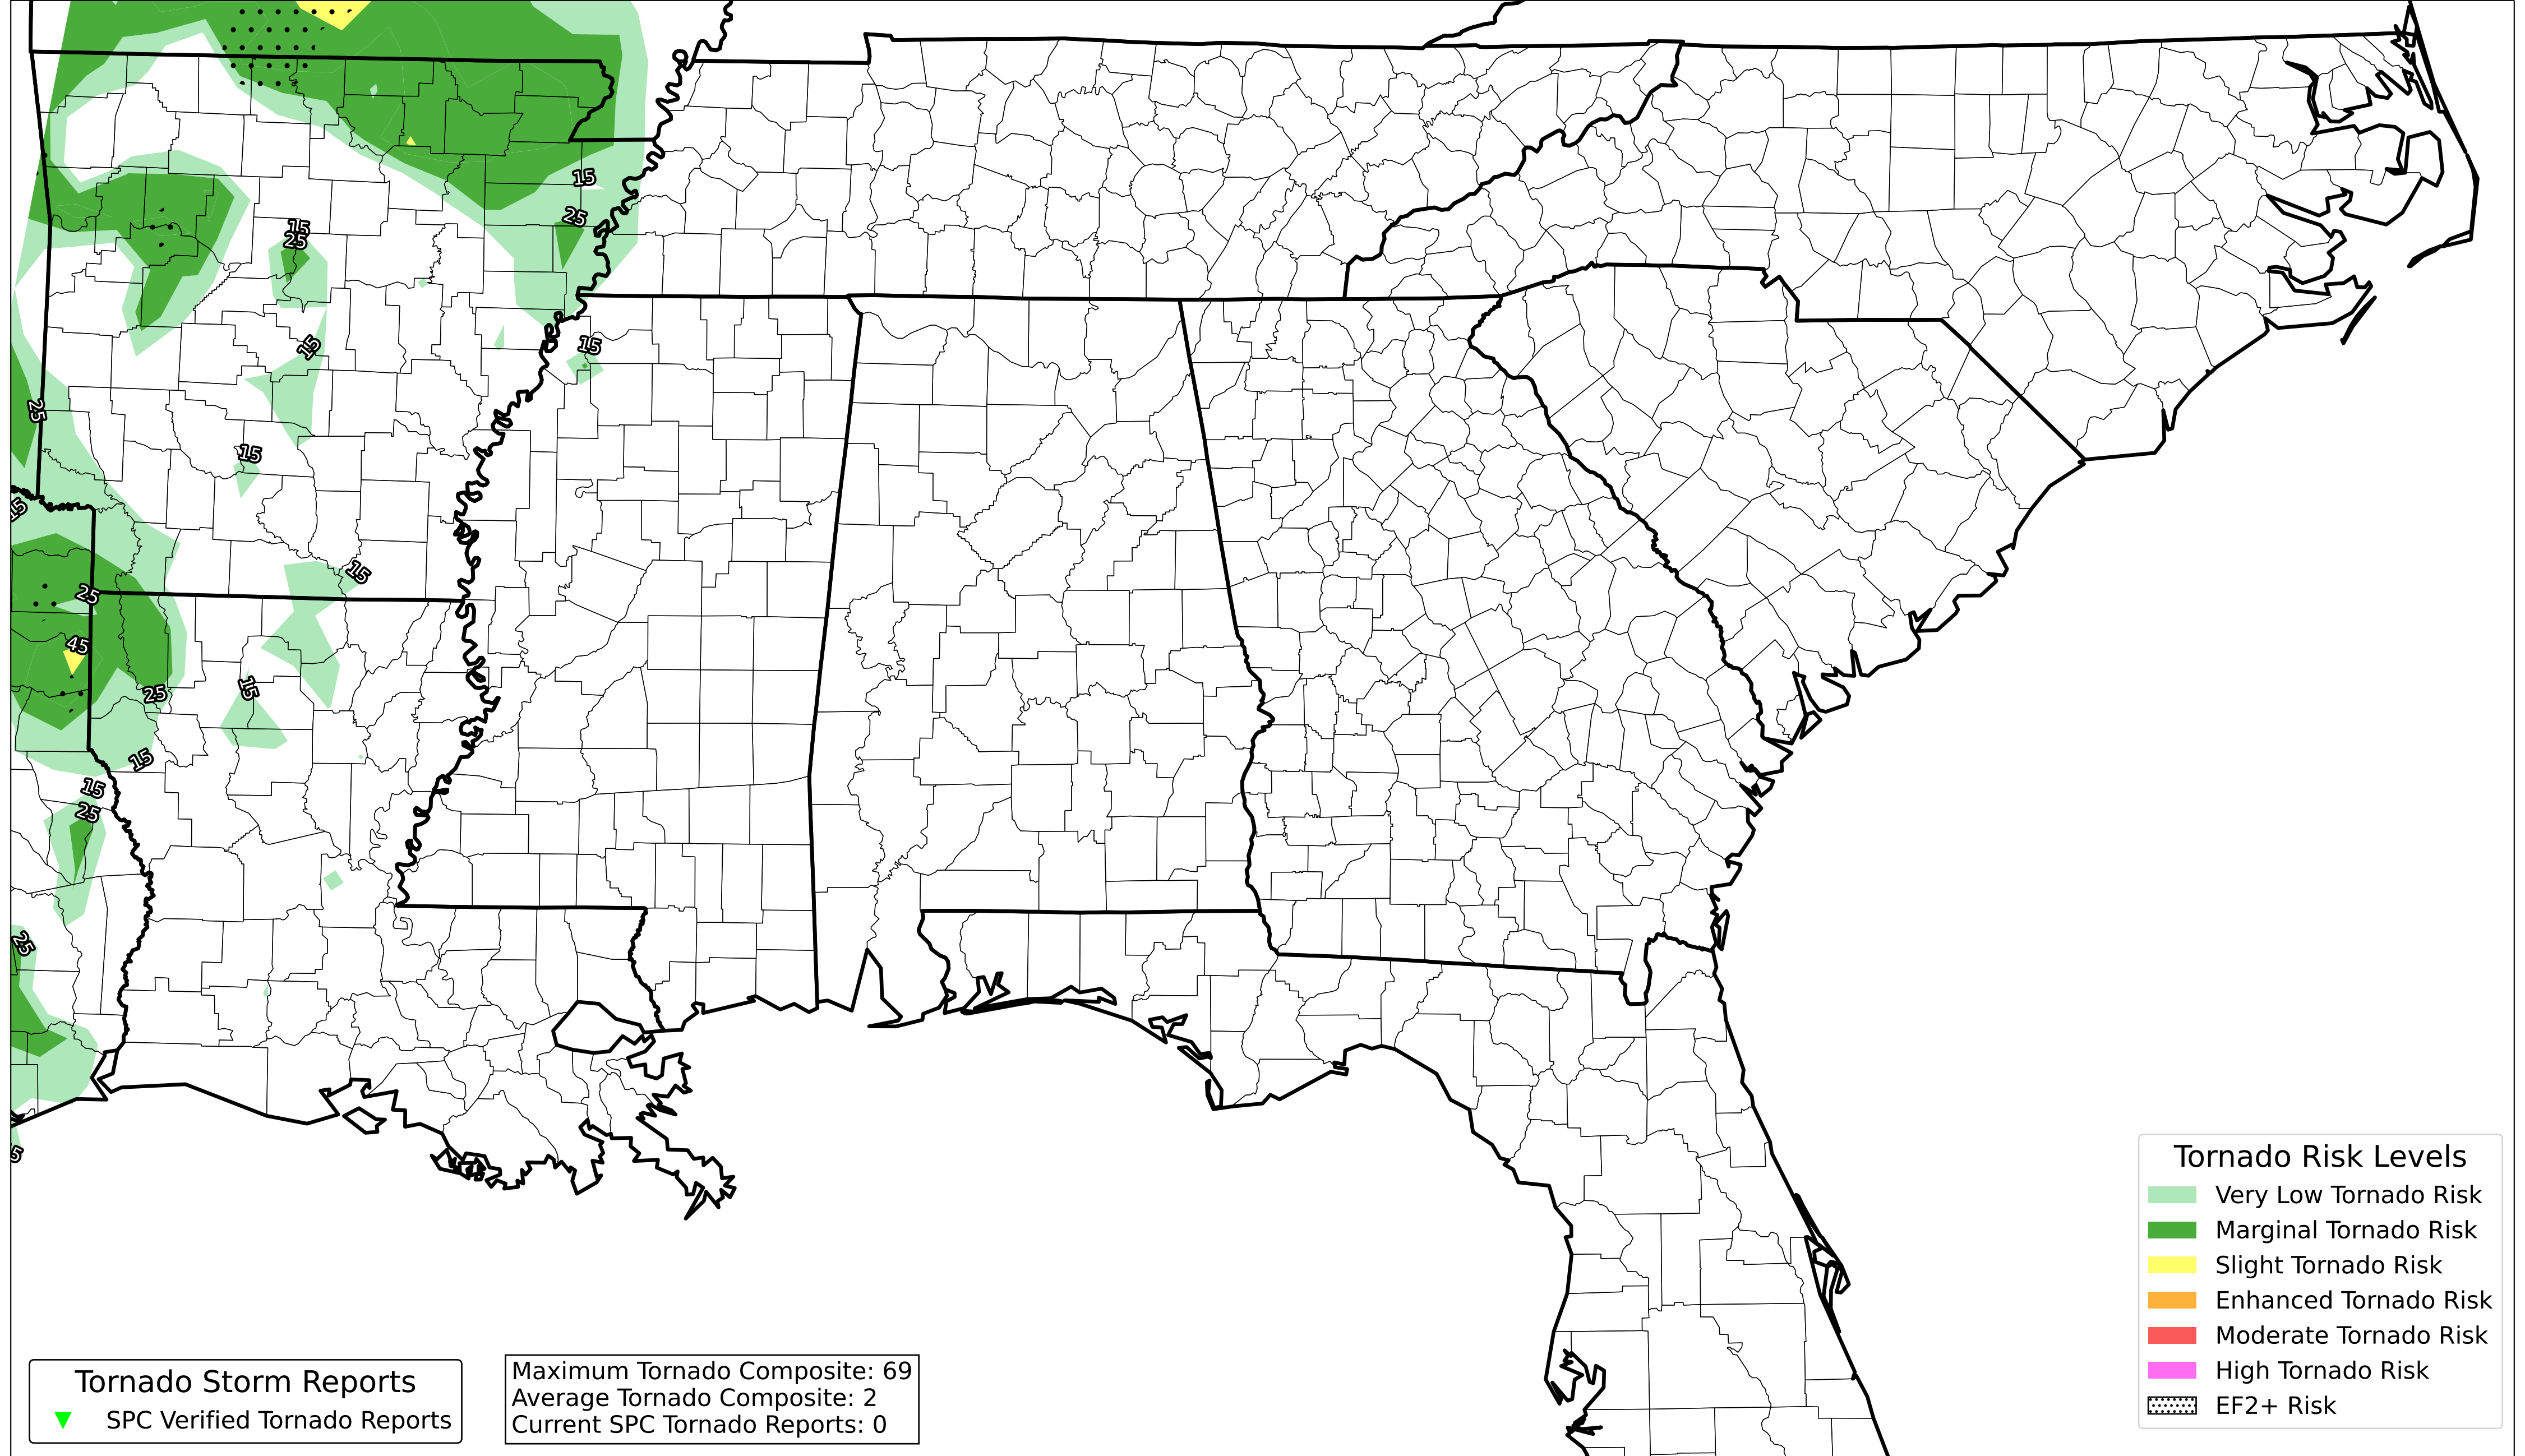 15
25
15
25
15
15
25
15
15
15
25
45
25
15
15
15
25
25
5
Tornado Risk Levels
Very Low Tornado Risk
Marginal Tornado Risk
Slight Tornado Risk
Enhanced Tornado Risk
Moderate Tornado Risk
High Tornado Risk
EF2+ Risk
Tornado Storm Reports
SPC Verified Tornado Reports
Maximum Tornado Composite: 69
Average Tornado Composite: 2
Current SPC Tornado Reports: 0